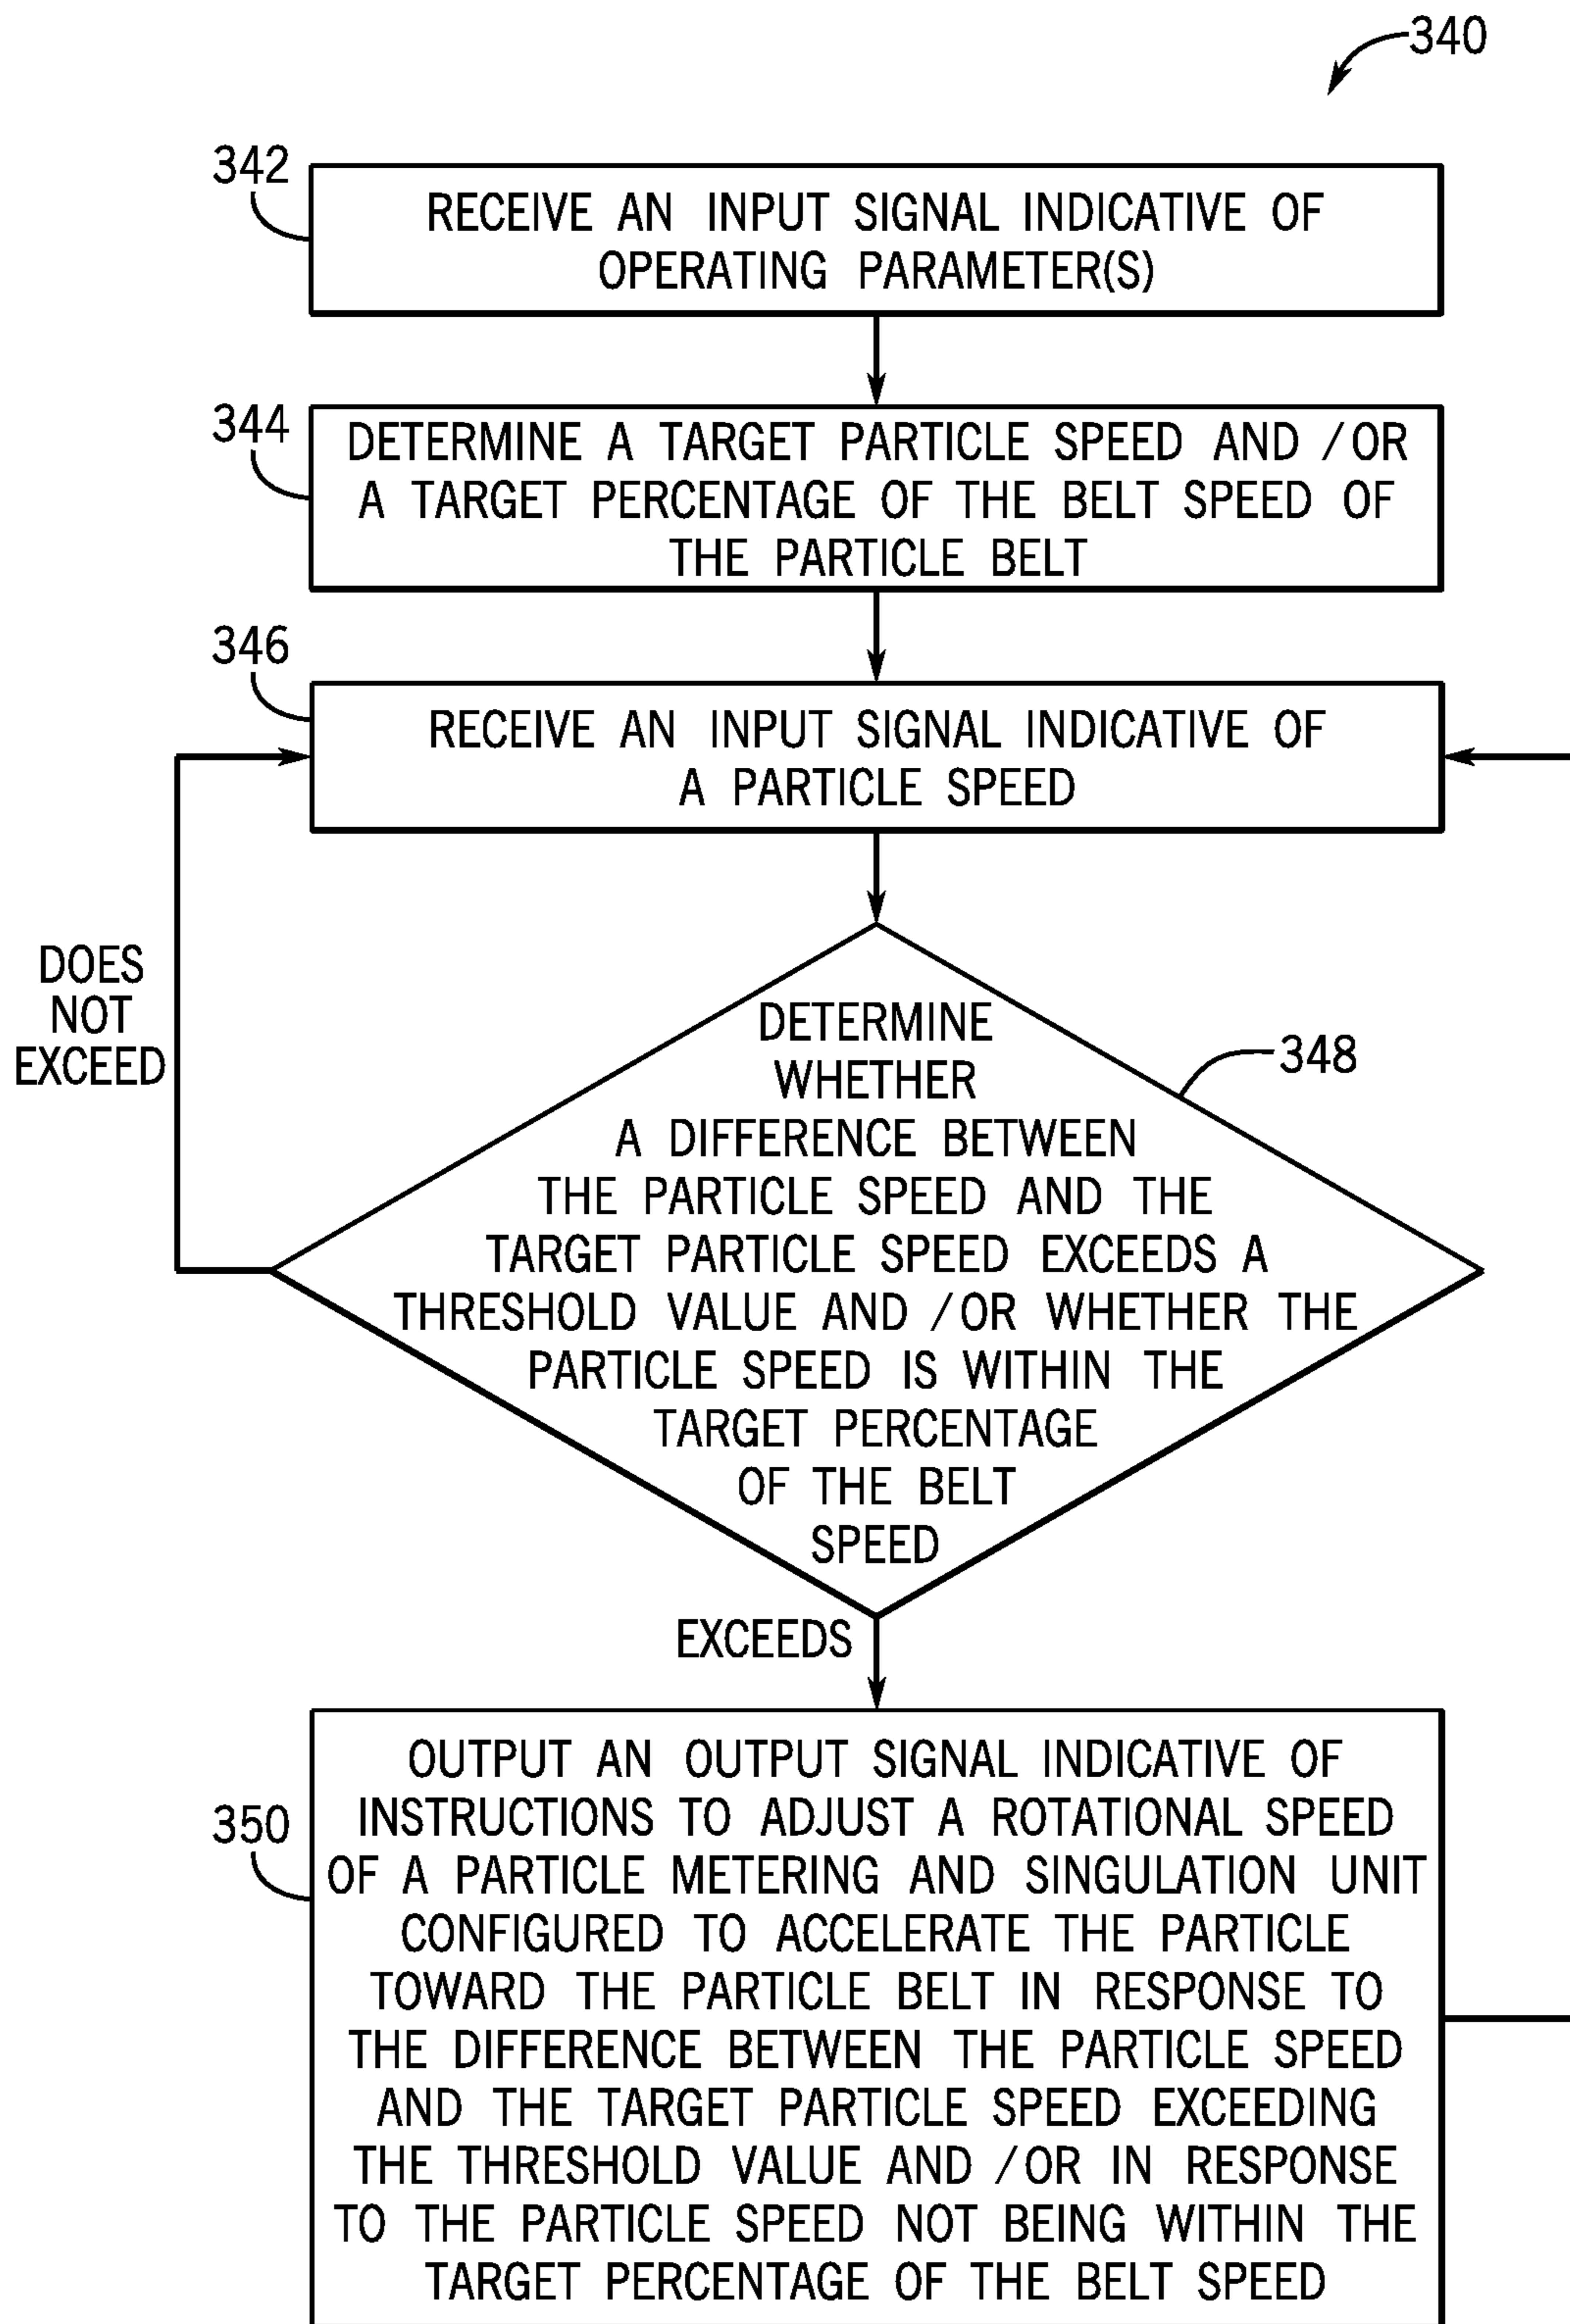 340
342
RECEIVE AN INPUT SIGNAL INDICATIVE OF
OPERATING PARAMETER(S)
344
DETERMINE A TARGET PARTICLE SPEED AND /OR
A TARGET PERCENTAGE OF THE BELT SPEED OF
THE PARTICLE BELT
346
RECEIVE AN INPUT SIGNAL INDICATIVE OF
A PARTICLE SPEED
DOES
NOT
EXCEED
348
DETERMINE
WHETHER
A DIFFERENCE BETWEEN
THE PARTICLE SPEED AND THE
TARGET PARTICLE SPEED EXCEEDS A
THRESHOLD VALUE AND /OR WHETHER THE
PARTICLE SPEED IS WITHIN THE
TARGET PERCENTAGE
OF THE BELT
SPEED
EXCEEDS
350
OUTPUT AN OUTPUT SIGNAL INDICATIVE OF
INSTRUCTIONS TO ADJUST A ROTATIONAL SPEED
OF A PARTICLE METERING AND SINGULATION UNIT
CONFIGURED TO ACCELERATE THE PARTICLE
TOWARD THE PARTICLE BELT IN RESPONSE TO
THE DIFFERENCE BETWEEN THE PARTICLE SPEED
AND THE TARGET PARTICLE SPEED EXCEEDING
THE THRESHOLD VALUE AND /OR IN RESPONSE
TO THE PARTICLE SPEED NOT BEING WITHIN THE
TARGET PERCENTAGE OF THE BELT SPEED